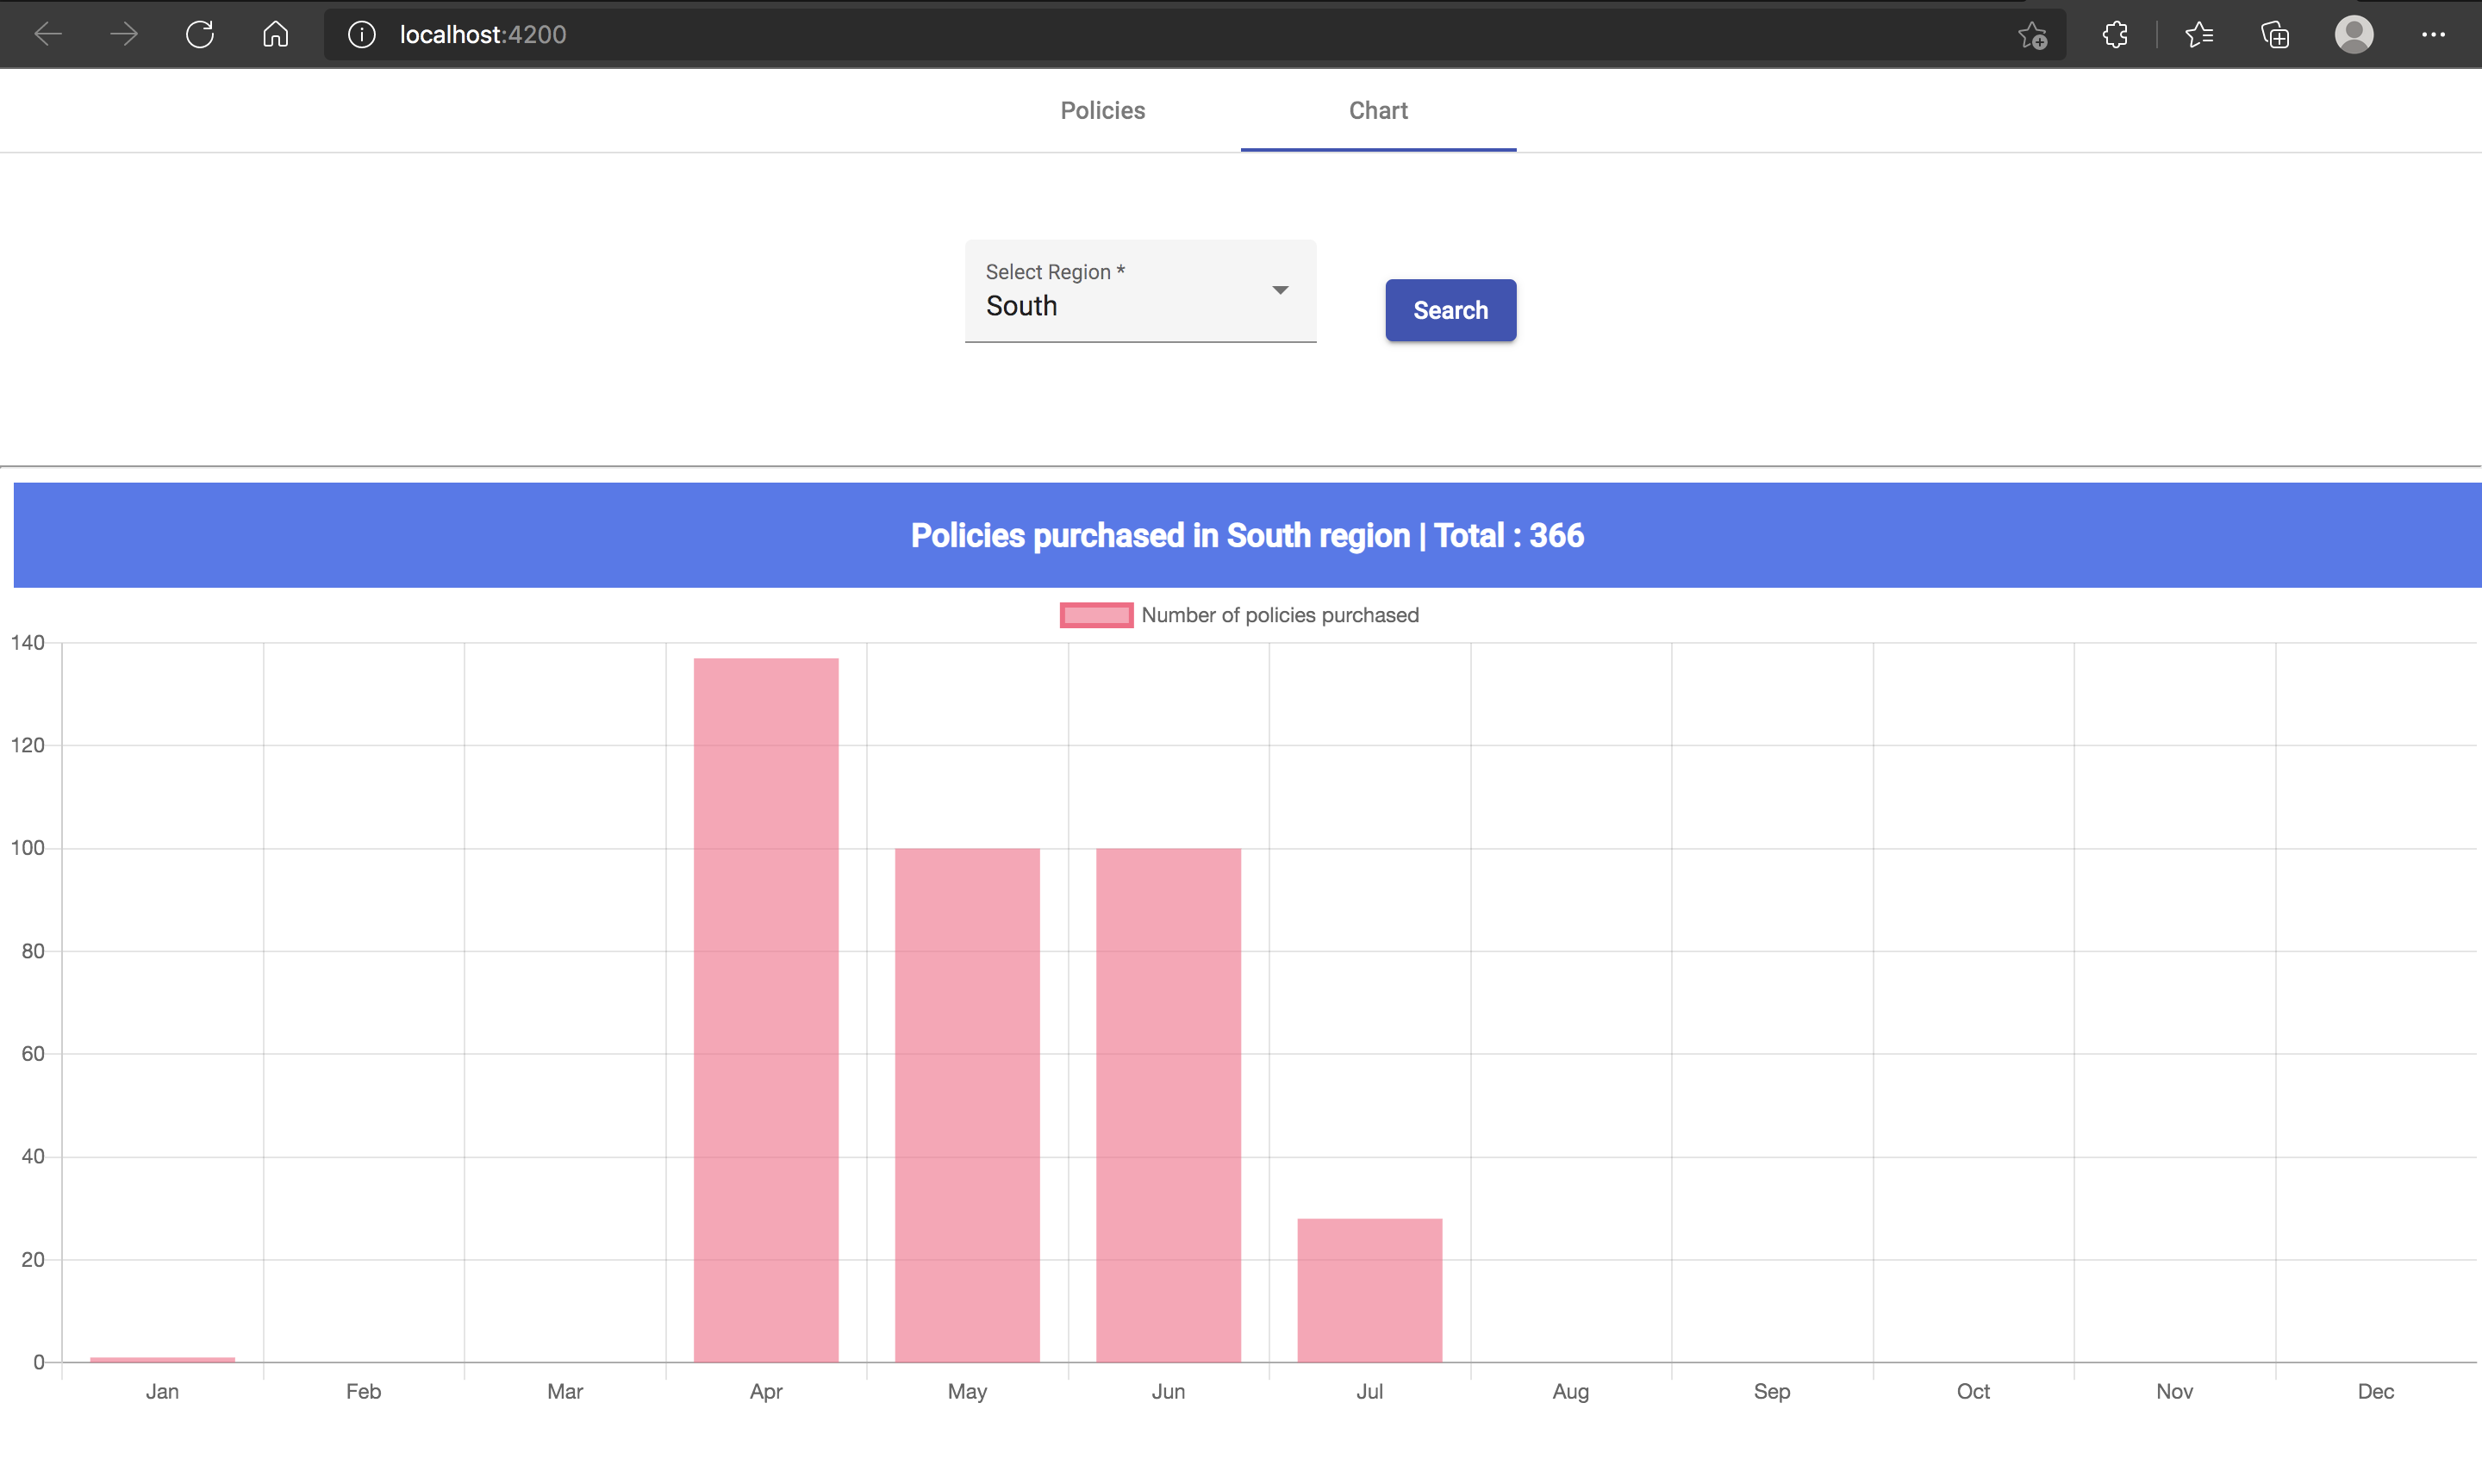 localhost:4200
Policies Chart
Select Region *
South
Search
Policies purchased in South region | Total : 366
Number of policies purchased
140
120
100
80
60
40
20
0
Jan Feb Mar Apr May Jun Jul Aug Sep Oct Nov Dec